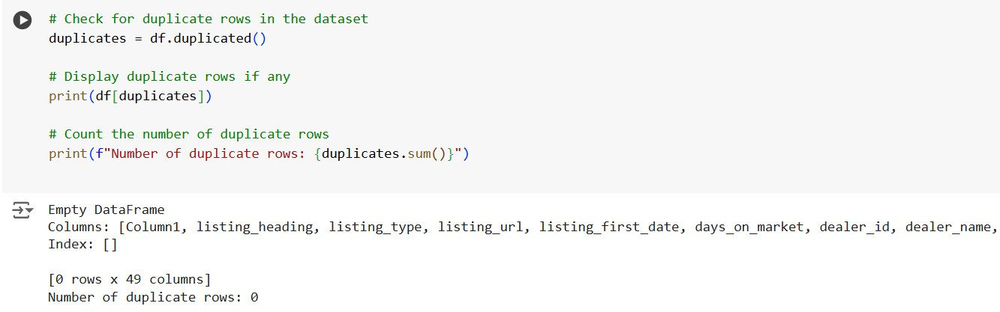 # Check for duplicate rows in the dataset
duplicates = df.duplicated()
# Display duplicate rows if any
print(df[duplicates])
# Count the number of duplicate rows
print(f"Number of duplicate rows: {duplicates.sum()}")
Empty DataFrame
Columns: [Column1, listing_heading, listing_type, listing_url, listing_first_date, days_on_market, dealer_id, dealer_name,
Index: []
[0 rows x 49 columns]
Number of duplicate rows: 0